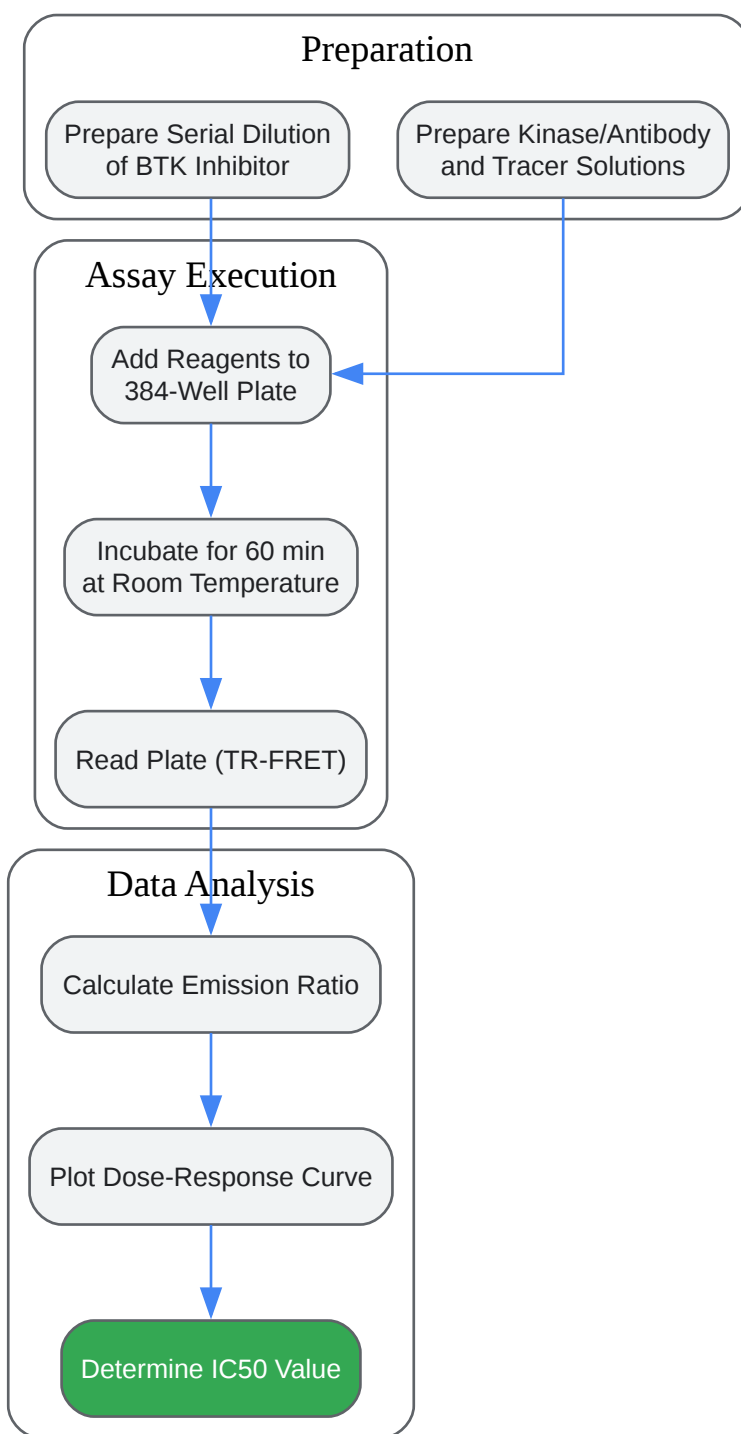 Preparation
Prepare Serial Dilution
of BTK Inhibitor
Prepare Kinase/Antibody
and Tracer Solutions
Assay Execution
Add Reagents to
384-Well Plate
Incubate for 60 min
at Room Temperature
Read Plate (TR-FRET)
Data Analysis
Calculate Emission Ratio
Plot Dose-Response Curve
Determine IC50 Value